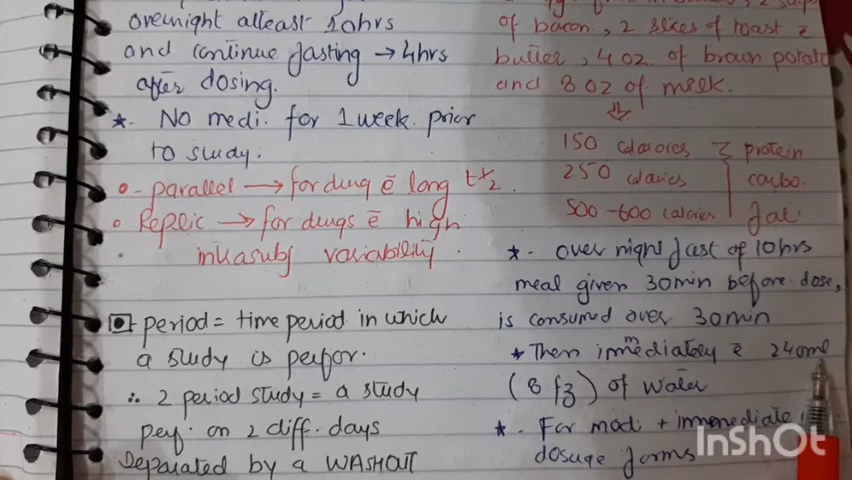 overnight atleast 10hrs
and continue fasting → 4hrs
after dosing.
* No medi. for 1 week prior
to study.
parallel → for drug c̄ long t½.
Replic → for drugs c̄ high
intrasubj variability.
period = time period in which
a study is perfor.
∴ 2 period study = a study
perf. on 2 diff. days
separated by a WASHOUT
of bacon, 2 slices of toast c̄
butter, 4 oz of brown potato
and 8 oz of milk.
150 calories protein
250 calories carbo.
500-600 calories fat
* over night fast of 10hrs
meal given 30min before dose,
is consumed over 30min
* Then immediately c̄ 240ml
(8 f℥) of water
* For mod + immediate
dosage forms
InShOt